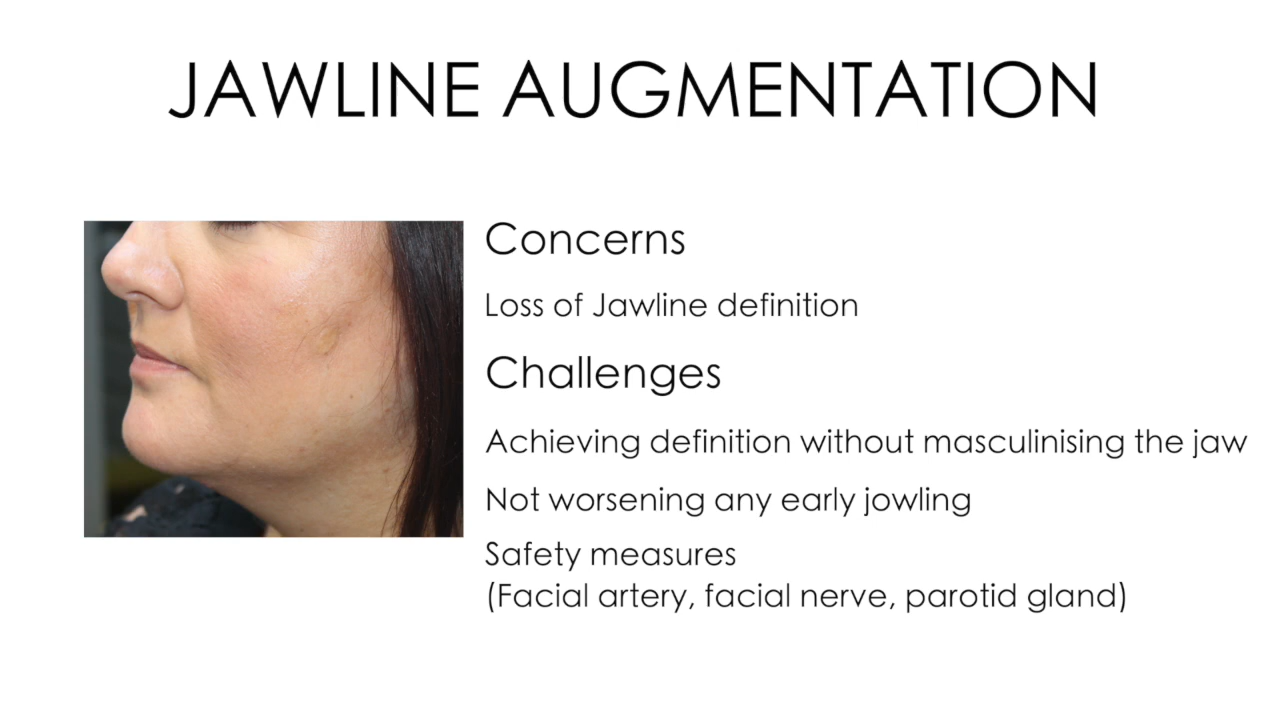 JAWLINE AUGMENTATION
Concerns
Loss of Jawline definition
Challenges
Achieving definition without masculinising the jaw
Not worsening any early jowling
Safety measures
(Facial artery, facial nerve, parotid gland)